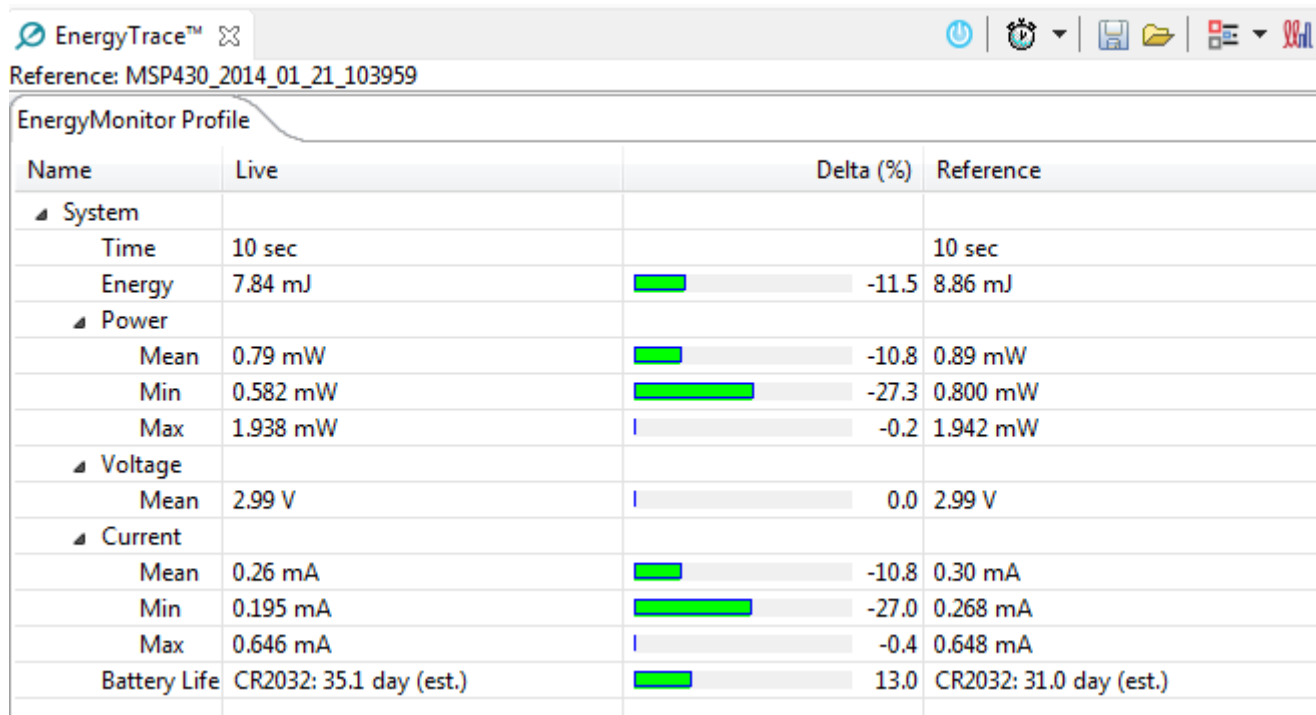 EnergyTrace™
Reference: MSP430_2014_01_21_103959
EnergyMonitor Profile
Name Live Delta (%) Reference
System
Time 10 sec 10 sec
Energy 7.84 mJ -11.5 8.86 mJ
Power
Mean 0.79 mW -10.8 0.89 mW
Min 0.582 mW -27.3 0.800 mW
Max 1.938 mW -0.2 1.942 mW
Voltage
Mean 2.99 V 0.0 2.99 V
Current
Mean 0.26 mA -10.8 0.30 mA
Min 0.195 mA -27.0 0.268 mA
Max 0.646 mA -0.4 0.648 mA
Battery Life CR2032: 35.1 day (est.) 13.0 CR2032: 31.0 day (est.)